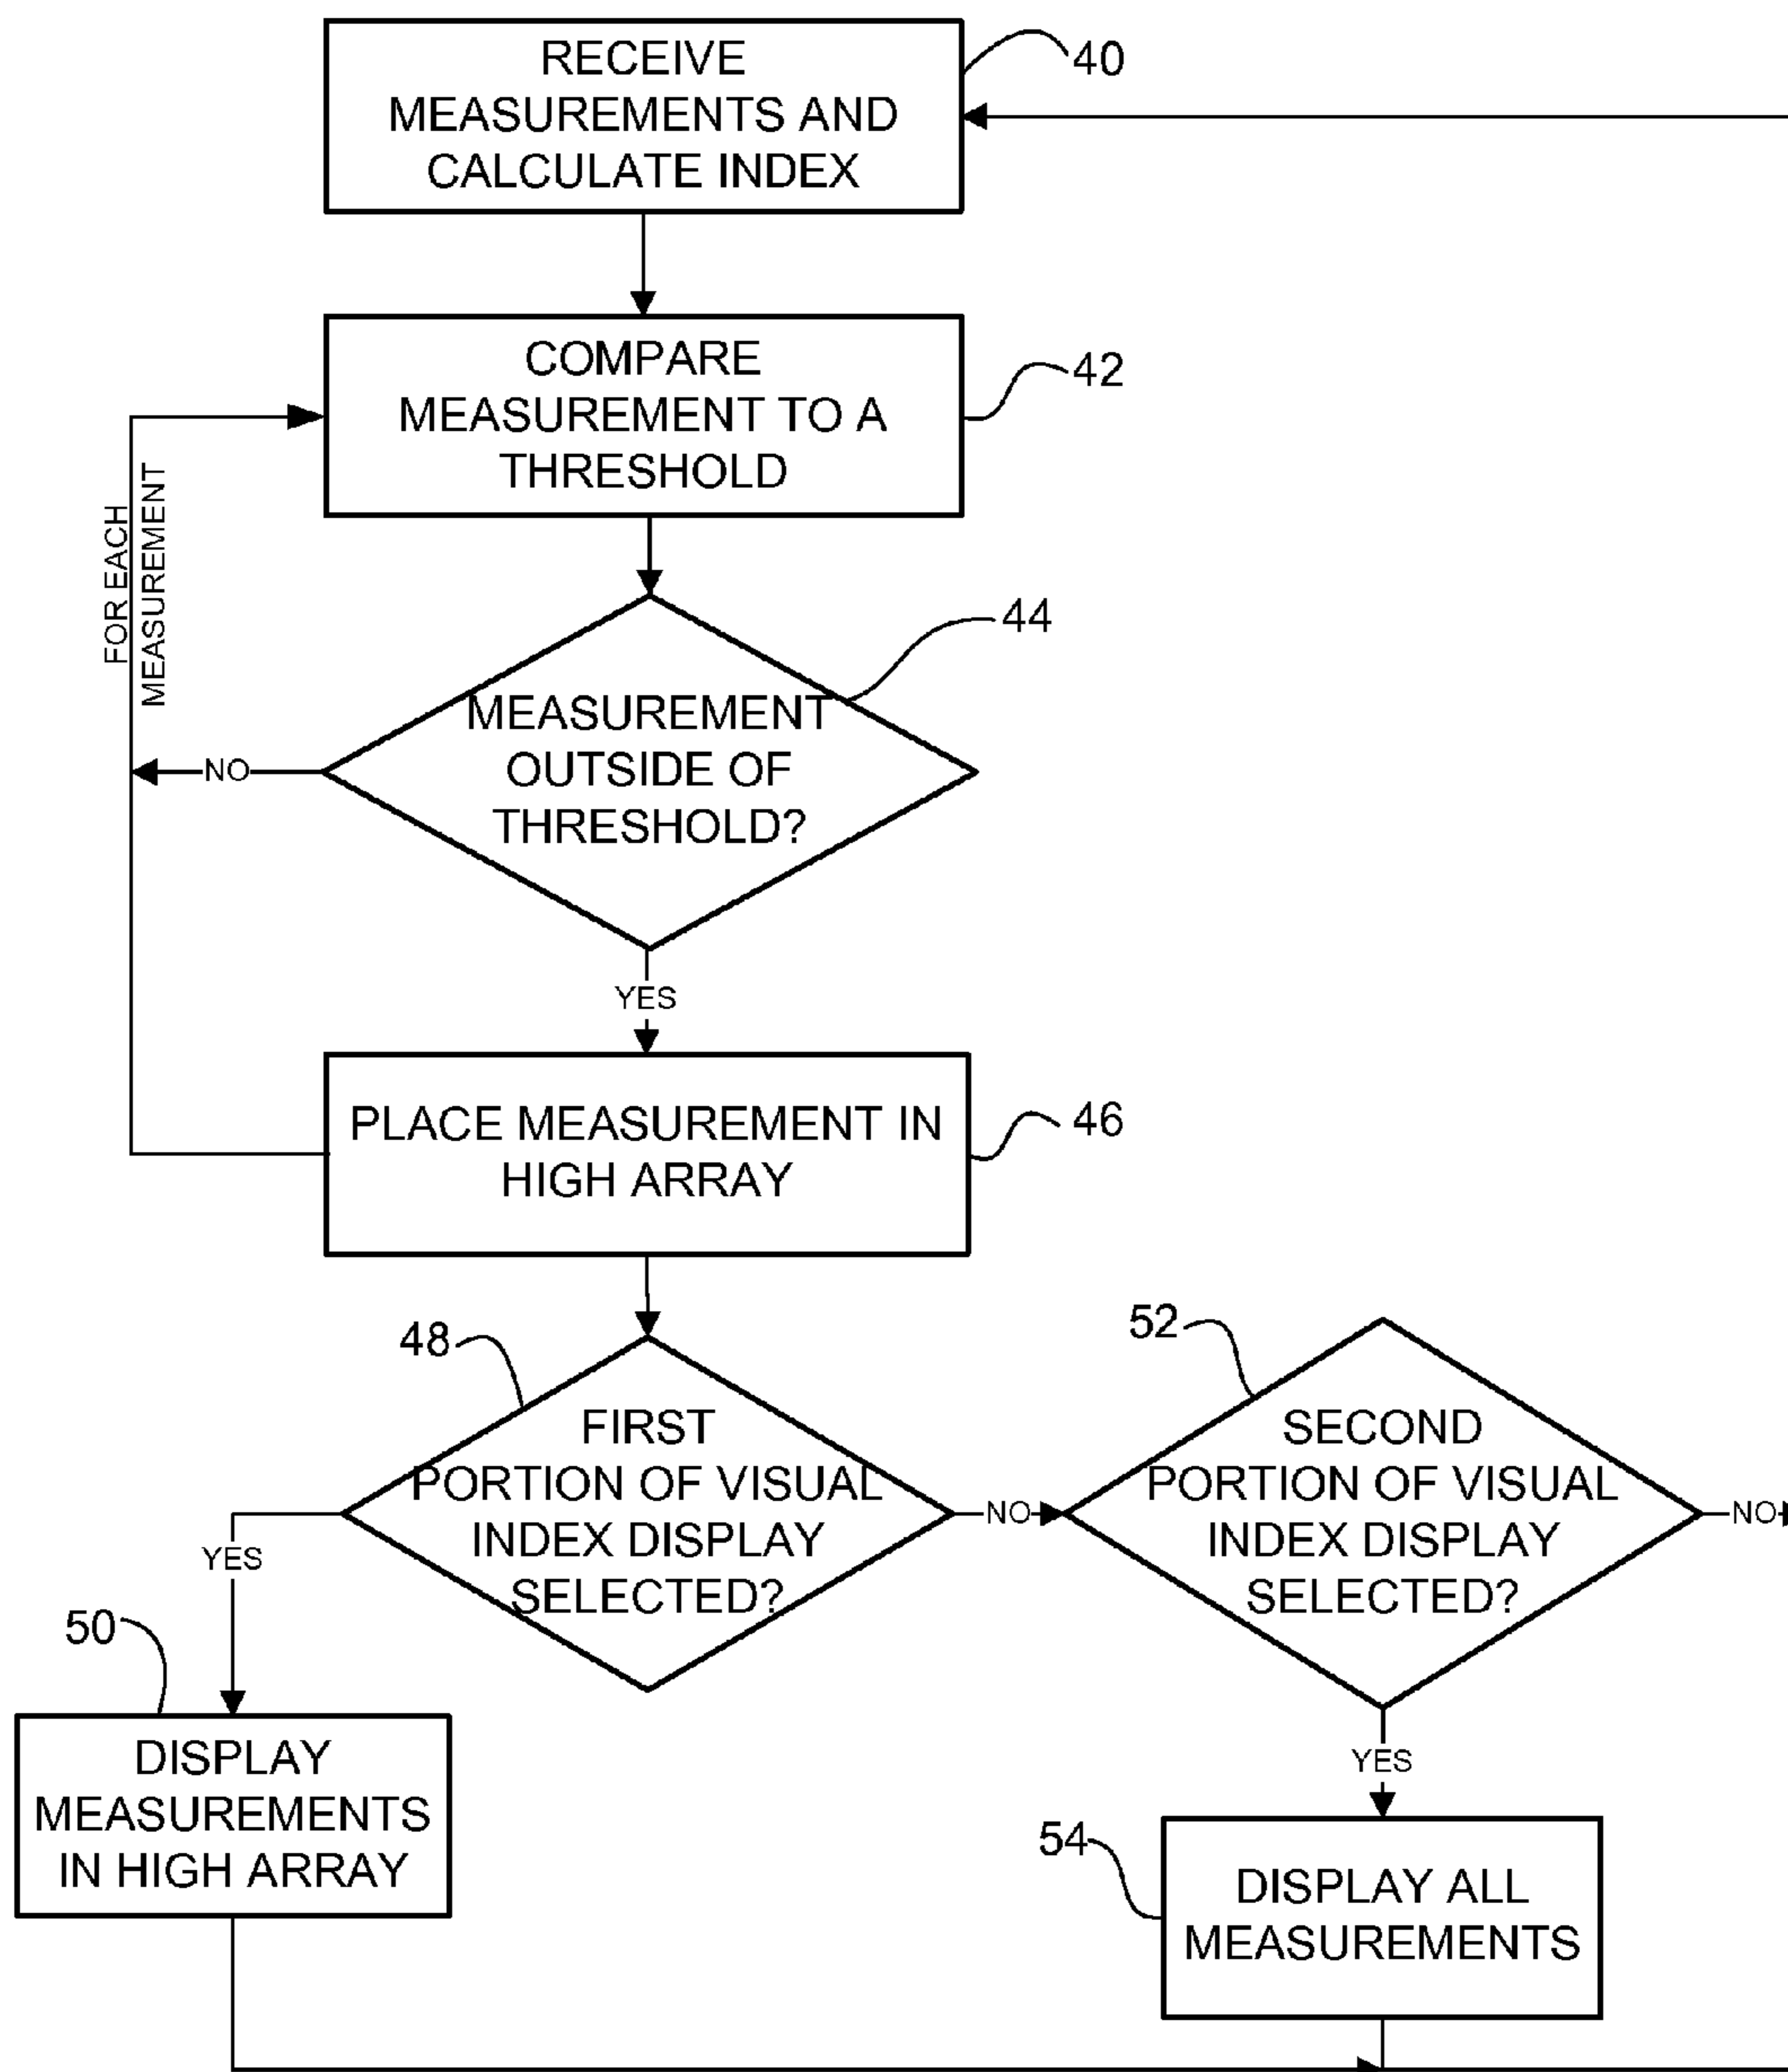 RECEIVE
MEASUREMENTS AND
CALCULATE INDEX
40
COMPARE
MEASUREMENT TO A
THRESHOLD
42
FOR EACH
MEASUREMENT
44
MEASUREMENT
OUTSIDE OF
THRESHOLD?
NO
YES
PLACE MEASUREMENT IN
HIGH ARRAY
46
48
FIRST
PORTION OF VISUAL
INDEX DISPLAY
SELECTED?
NO
YES
52
SECOND
PORTION OF VISUAL
INDEX DISPLAY
SELECTED?
NO
YES
50
DISPLAY
MEASUREMENTS
IN HIGH ARRAY
54
DISPLAY ALL
MEASUREMENTS